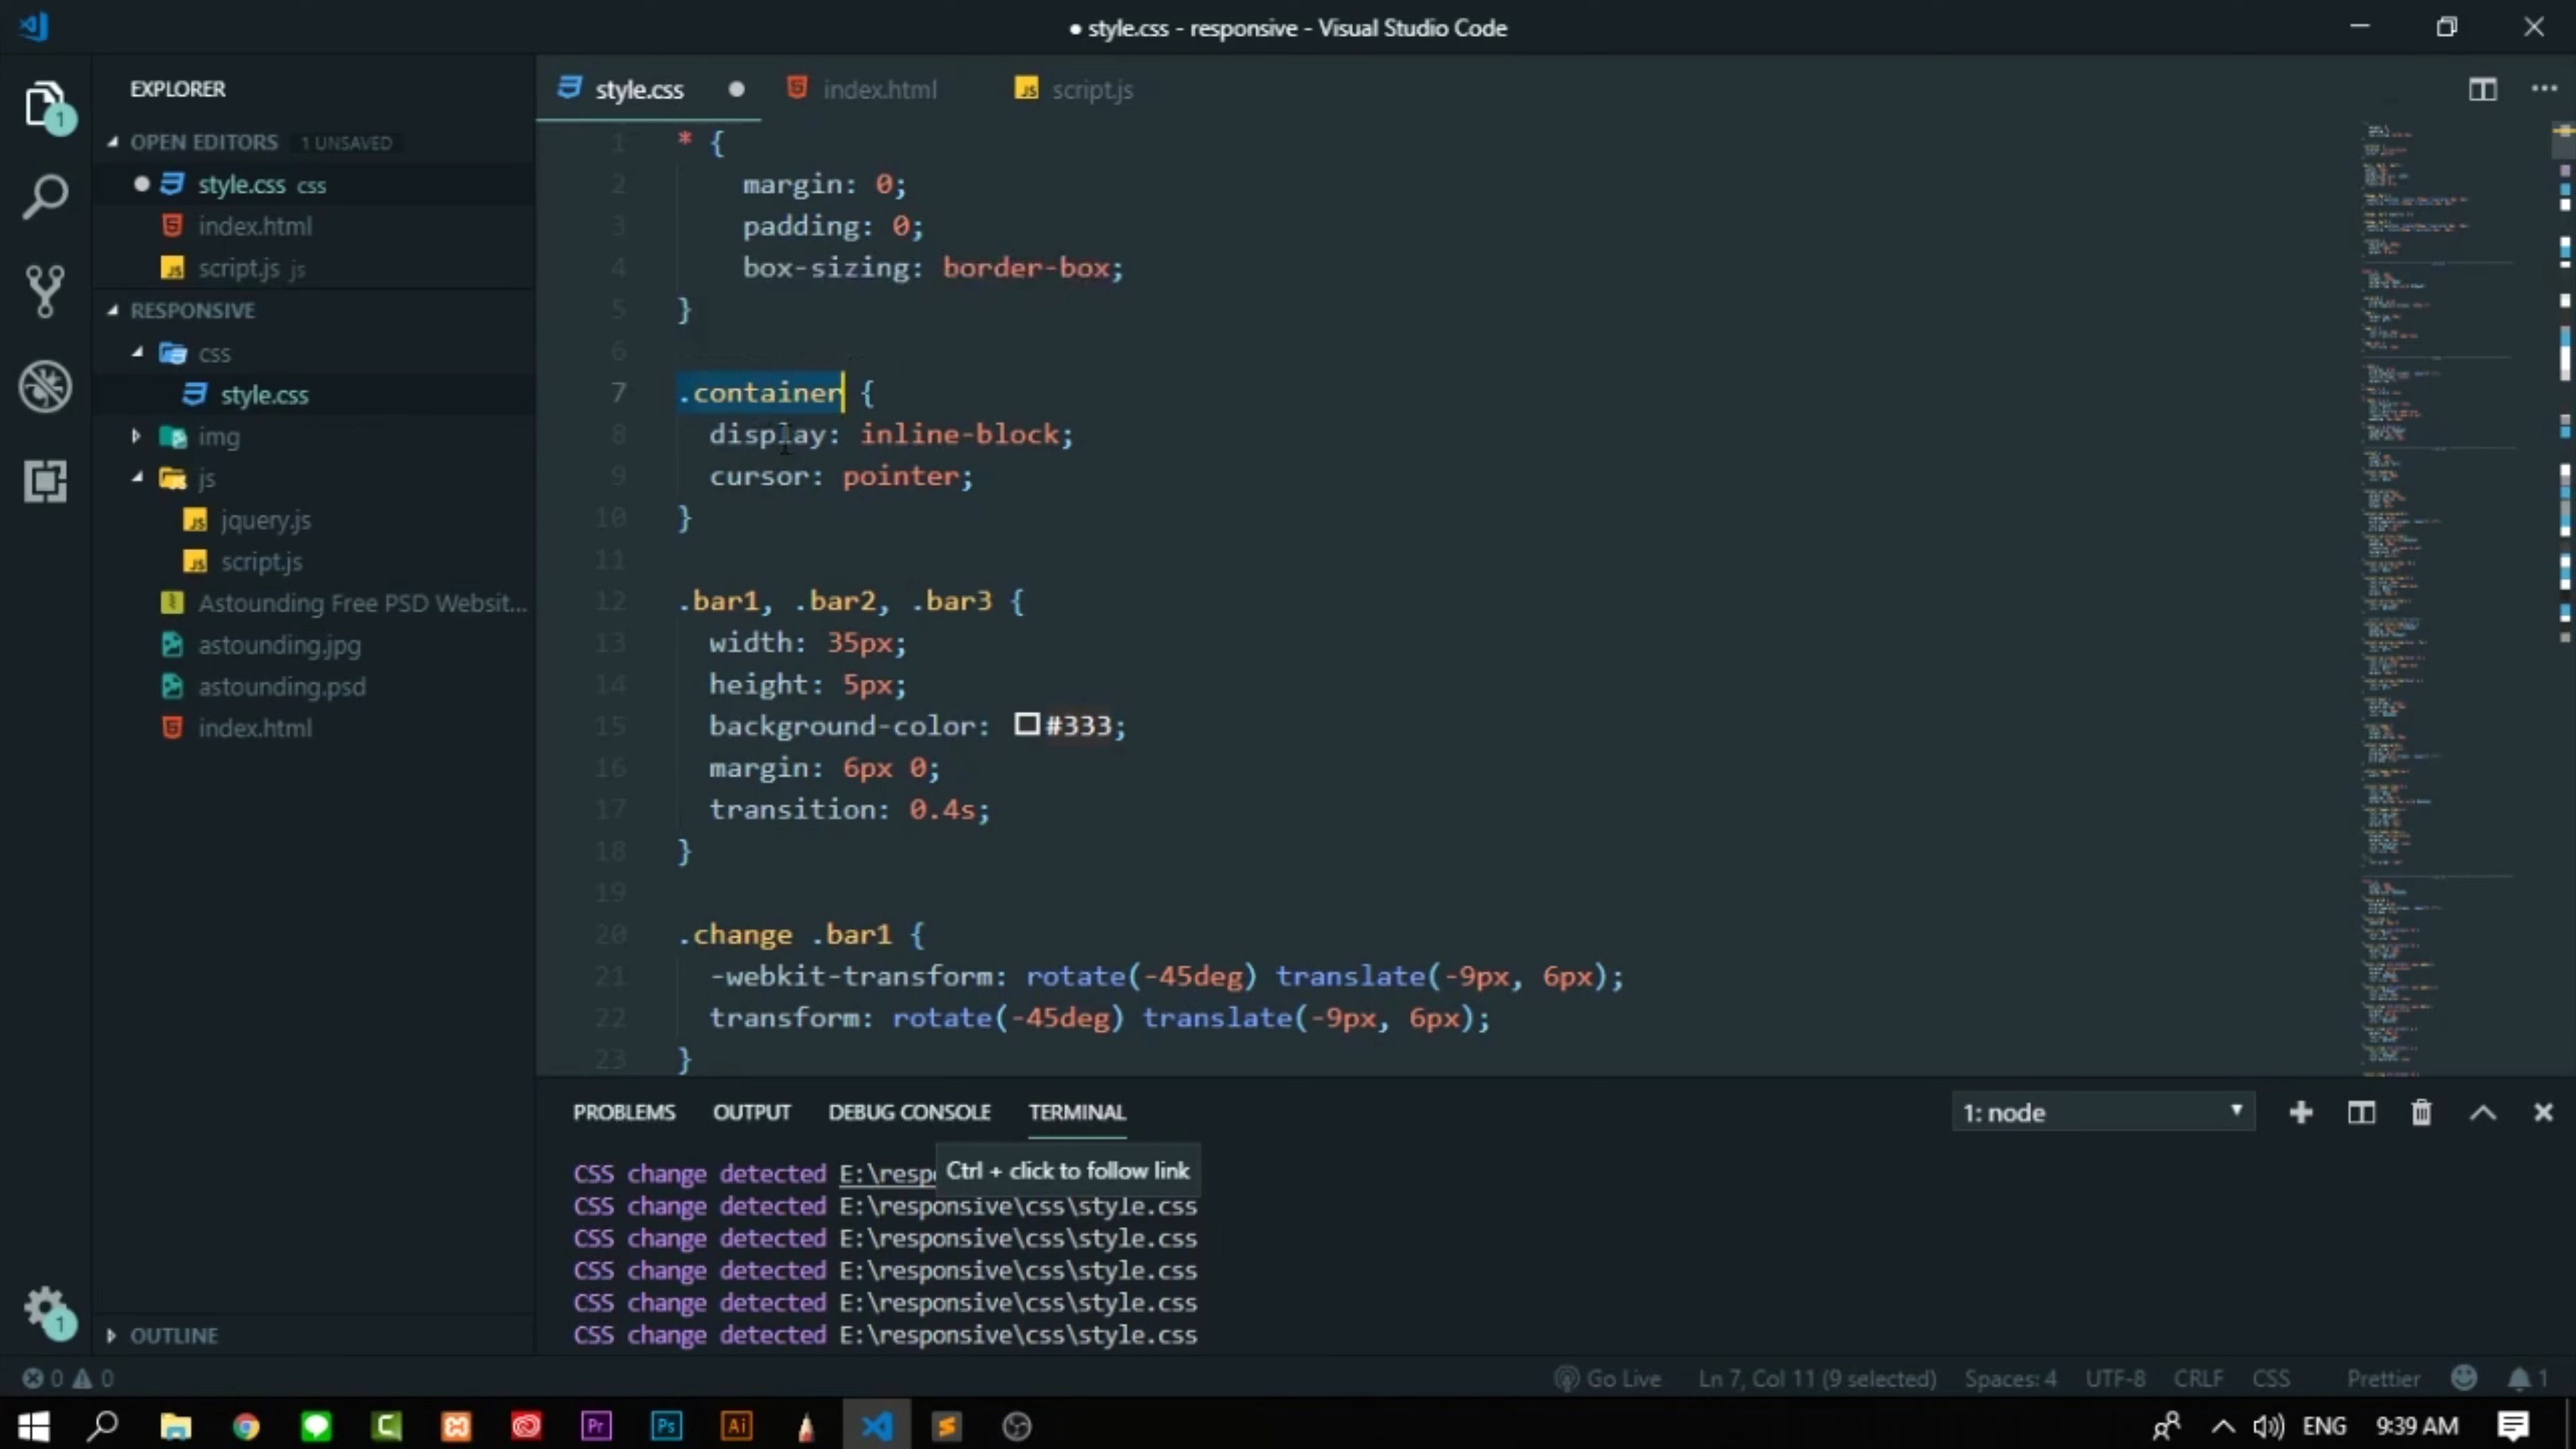 ● style.css - responsive - Visual Studio Code
EXPLORER
OPEN EDITORS 1 UNSAVED
style.css css
index.html
script.js js
RESPONSIVE
css
style.css
img
js
jquery.js
script.js
Astounding Free PSD Websit...
astounding.jpg
astounding.psd
index.html
OUTLINE
1
1
style.css ● index.html script.js
1 * {
2 margin: 0;
3 padding: 0;
4 box-sizing: border-box;
5 }
6
7 .container {
8 display: inline-block;
9 cursor: pointer;
10 }
11
12 .bar1, .bar2, .bar3 {
13 width: 35px;
14 height: 5px;
15 background-color: #333;
16 margin: 6px 0;
17 transition: 0.4s;
18 }
19
20 .change .bar1 {
21 -webkit-transform: rotate(-45deg) translate(-9px, 6px);
22 transform: rotate(-45deg) translate(-9px, 6px);
23 }
PROBLEMS OUTPUT DEBUG CONSOLE TERMINAL 1: node
CSS change detected E:\resp
Ctrl + click to follow link
CSS change detected E:\responsive\css\style.css
CSS change detected E:\responsive\css\style.css
CSS change detected E:\responsive\css\style.css
CSS change detected E:\responsive\css\style.css
CSS change detected E:\responsive\css\style.css
0 0 Go Live Ln 7, Col 11 (9 selected) Spaces: 4 UTF-8 CRLF CSS Prettier 1
Pr Ps Ai ENG 9:39 AM